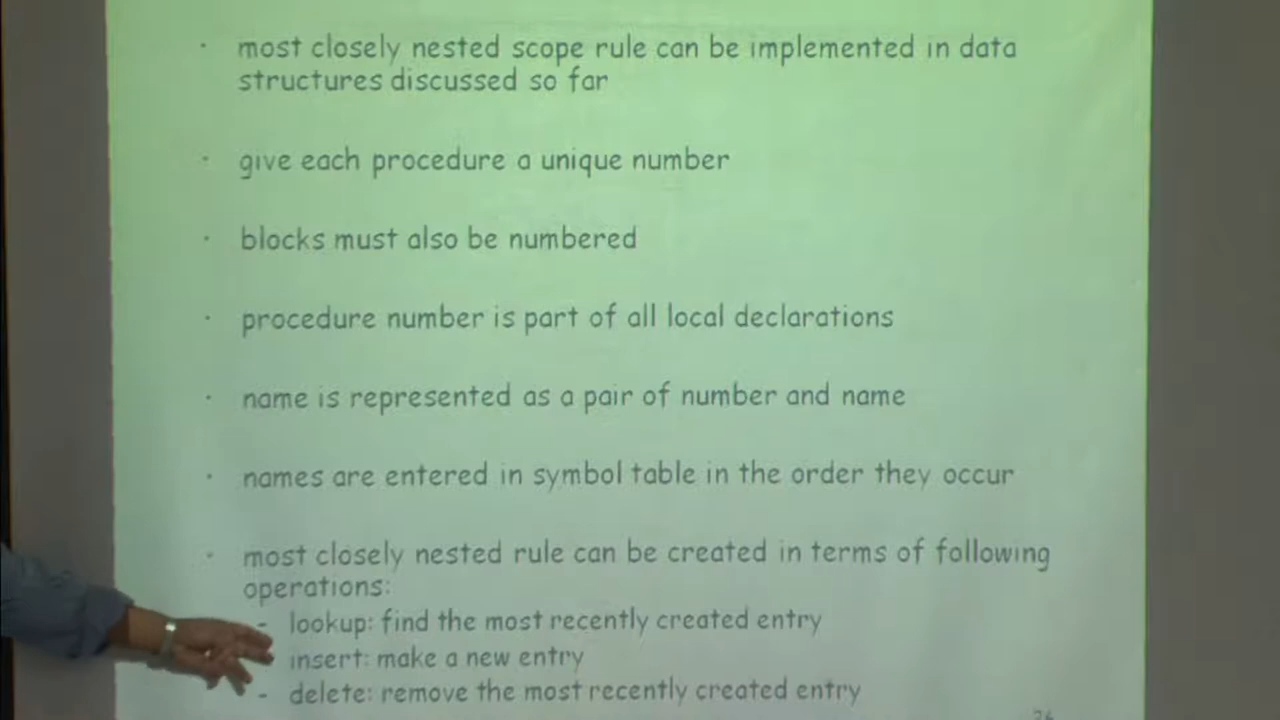 · most closely nested scope rule can be implemented in data
structures discussed so far
· give each procedure a unique number
· blocks must also be numbered
· procedure number is part of all local declarations
· name is represented as a pair of number and name
· names are entered in symbol table in the order they occur
· most closely nested rule can be created in terms of following
operations:
- lookup: find the most recently created entry
insert: make a new entry
- delete: remove the most recently created entry